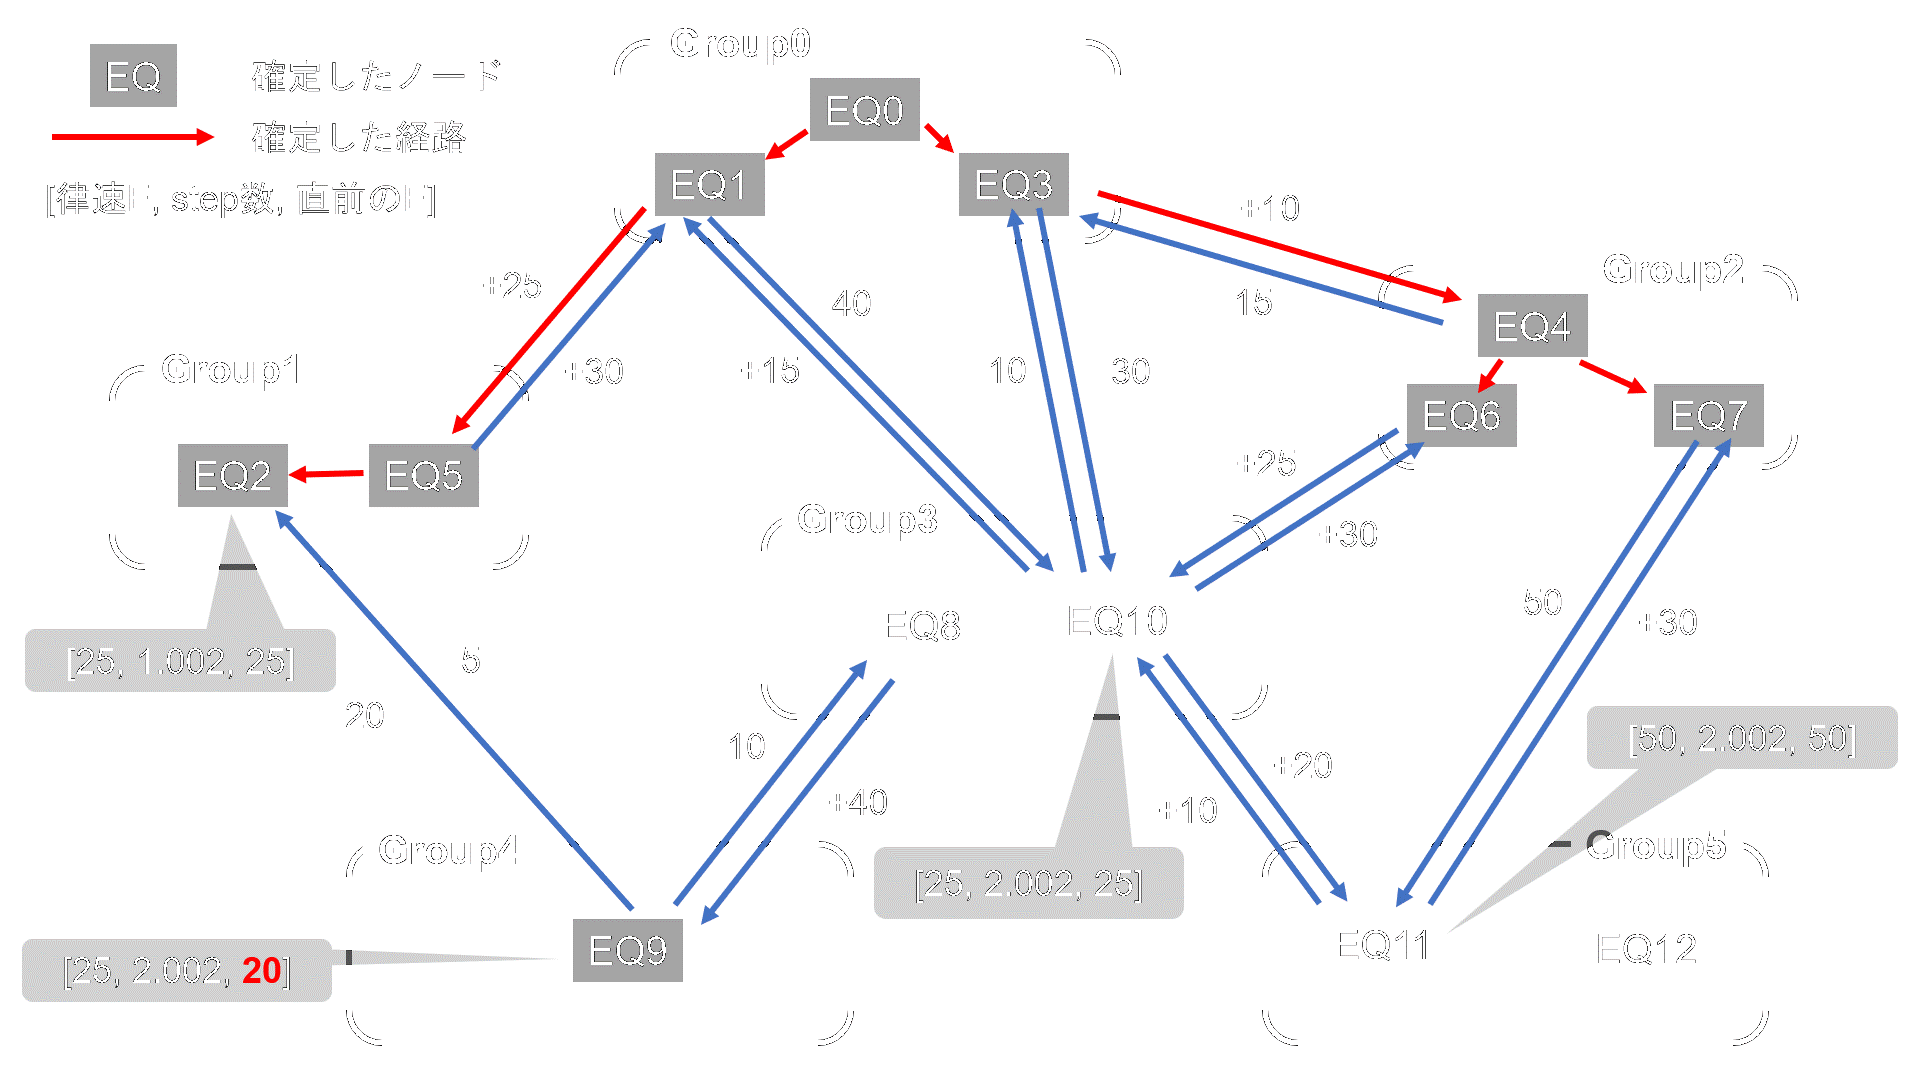 Group0
EQ
確定したノード
EQ0
確定した経路
EQ1
EQ3
[律速E, step数, 直前のE]
+10
Group2
+25
40
15
EQ4
Group1
+30
+15
10
30
EQ6
EQ7
EQ2
EQ5
+25
Group3
+30
50
+30
EQ8
EQ10
[25, 1.002, 25]
5
20
10
[50, 2.002, 50]
+20
+40
+10
Group4
Group5
[25, 2.002, 25]
EQ9
EQ11
EQ12
[25, 2.002, 20]